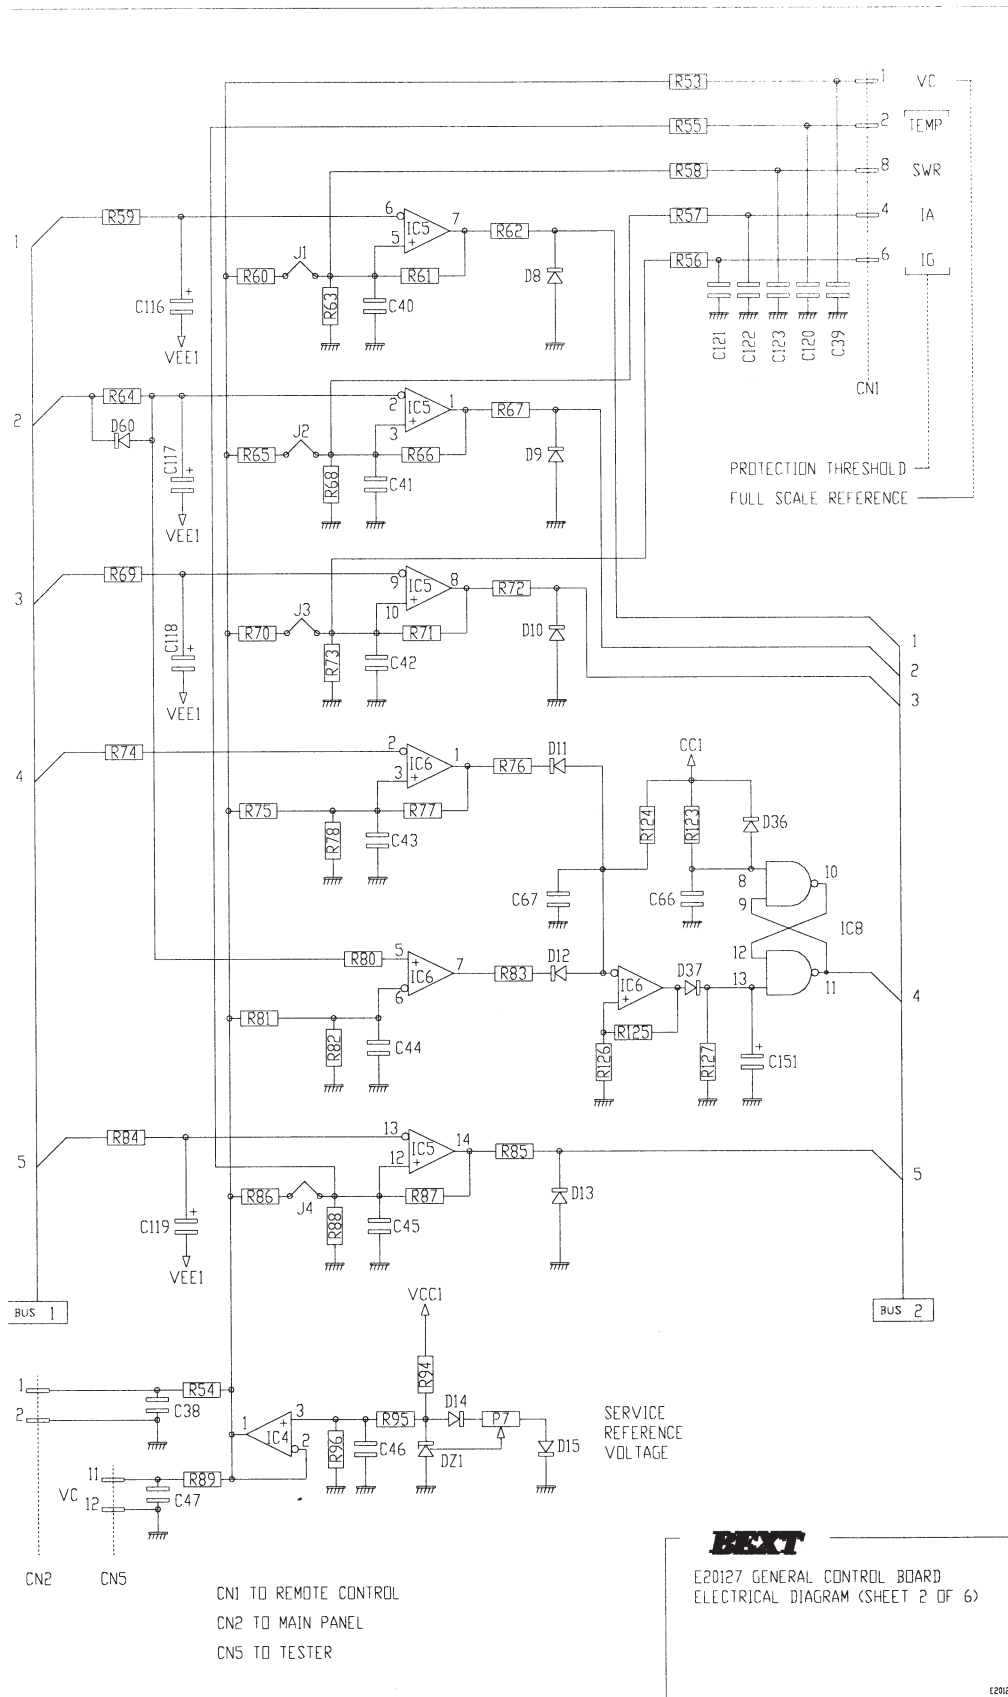 R53 1 VC
R55 2 TEMP
R58 8 SWR
R57 4 IA
R56 6 IG
R59 6 IC5 7 R62
1 5 +
J1
R60 R61 D8
C116 + R63 C40
VEE1
C121 C122 C123 C120 C39
CN1
R64 2 IC5 1 R67
2 D60 3 +
J2
C117 + R65 R66 D9
R68 C41
VEE1
PROTECTION THRESHOLD
FULL SCALE REFERENCE
R69 9 IC5 8 R72
3 10 +
J3
C118 + R70 R71 D10
R73 C42
VEE1
1
2
3
R74 2 IC6 1 R76 D11 CC1
4 3 +
R75 R77 R124 R123 D36
R78 C43
C67 C66 8 10
9 IC8
R80 5 + IC6 7 R83 D12 12
6 IC6 + D37 13 11 4
R81 R125
R82 C44 R126 R127 + C151
R84 13 IC5 14 R85
5 12 + 5
R86 J4 R87 D13
C119 + R88 C45
VEE1
BUS 1 VCC1 BUS 2
R94
1 R54 D14
2 C38 1 IC4 + 3 R95 P7
2 R96 C46 DZ1 D15
SERVICE
REFERENCE
VOLTAGE
11 R89
VC 12 C47
CN2 CN5
CN1 TO REMOTE CONTROL
CN2 TO MAIN PANEL
CN5 TO TESTER
BEXT
E20127 GENERAL CONTROL BOARD
ELECTRICAL DIAGRAM (SHEET 2 OF 6)